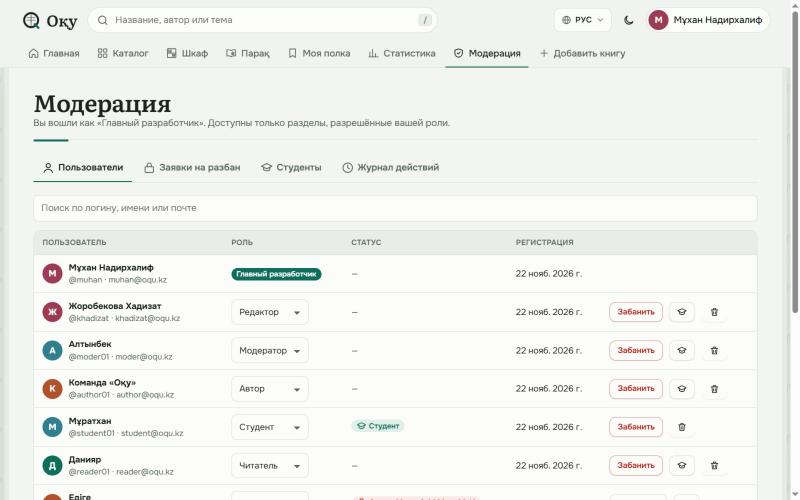 Оқу
Название, автор или тема
/
РУС
М
Мұхан Надирхалиф
Главная
Каталог
Шкаф
Парақ
Моя полка
Статистика
Модерация
Добавить книгу
Модерация
Вы вошли как «Главный разработчик». Доступны только разделы, разрешённые вашей роли.
Пользователи
Заявки на разбан
Студенты
Журнал действий
Поиск по логину, имени или почте
ПОЛЬЗОВАТЕЛЬ РОЛЬ СТАТУС РЕГИСТРАЦИЯ
М Мұхан Надирхалиф
@muhan · muhan@oqu.kz
Главный разработчик – 22 нояб. 2026 г.
Ж Жоробекова Хадизат
@khadizat · khadizat@oqu.kz
Редактор – 22 нояб. 2026 г. Забанить
А Алтынбек
@moder01 · moder@oqu.kz
Модератор – 22 нояб. 2026 г. Забанить
К Команда «Оқу»
@author01 · author@oqu.kz
Автор – 22 нояб. 2026 г. Забанить
М Мұратхан
@student01 · student@oqu.kz
Студент Студент 22 нояб. 2026 г. Забанить
Д Данияр
@reader01 · reader@oqu.kz
Читатель – 22 нояб. 2026 г. Забанить
Еділ